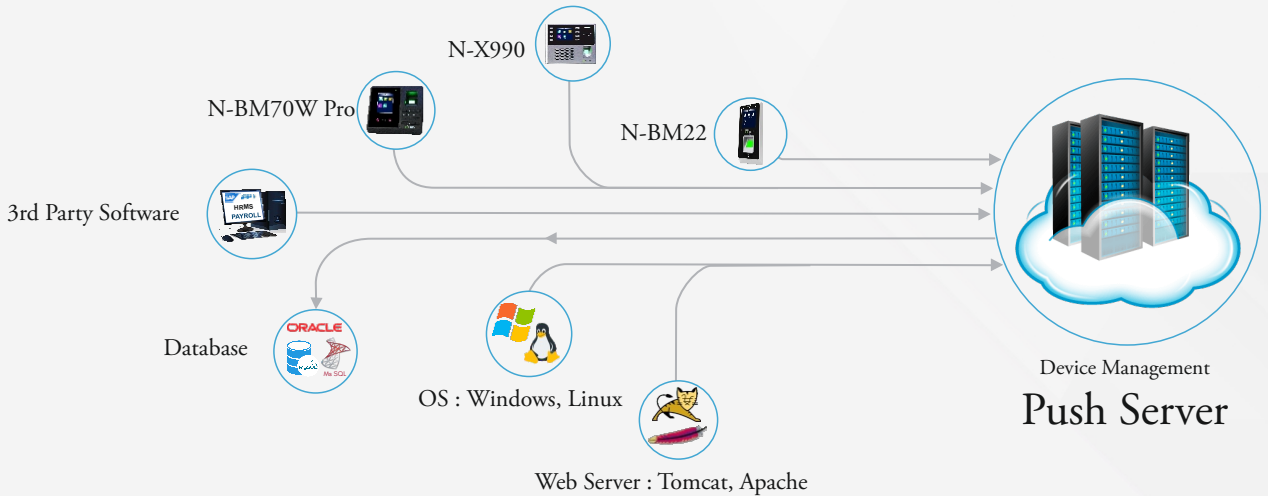 N-X990
N-BM70W Pro
N-BM22
3rd Party Software
HRMS
PAYROLL
ORACLE
Ms SQL
Database
OS : Windows, Linux
Web Server : Tomcat, Apache
Device Management
Push Server